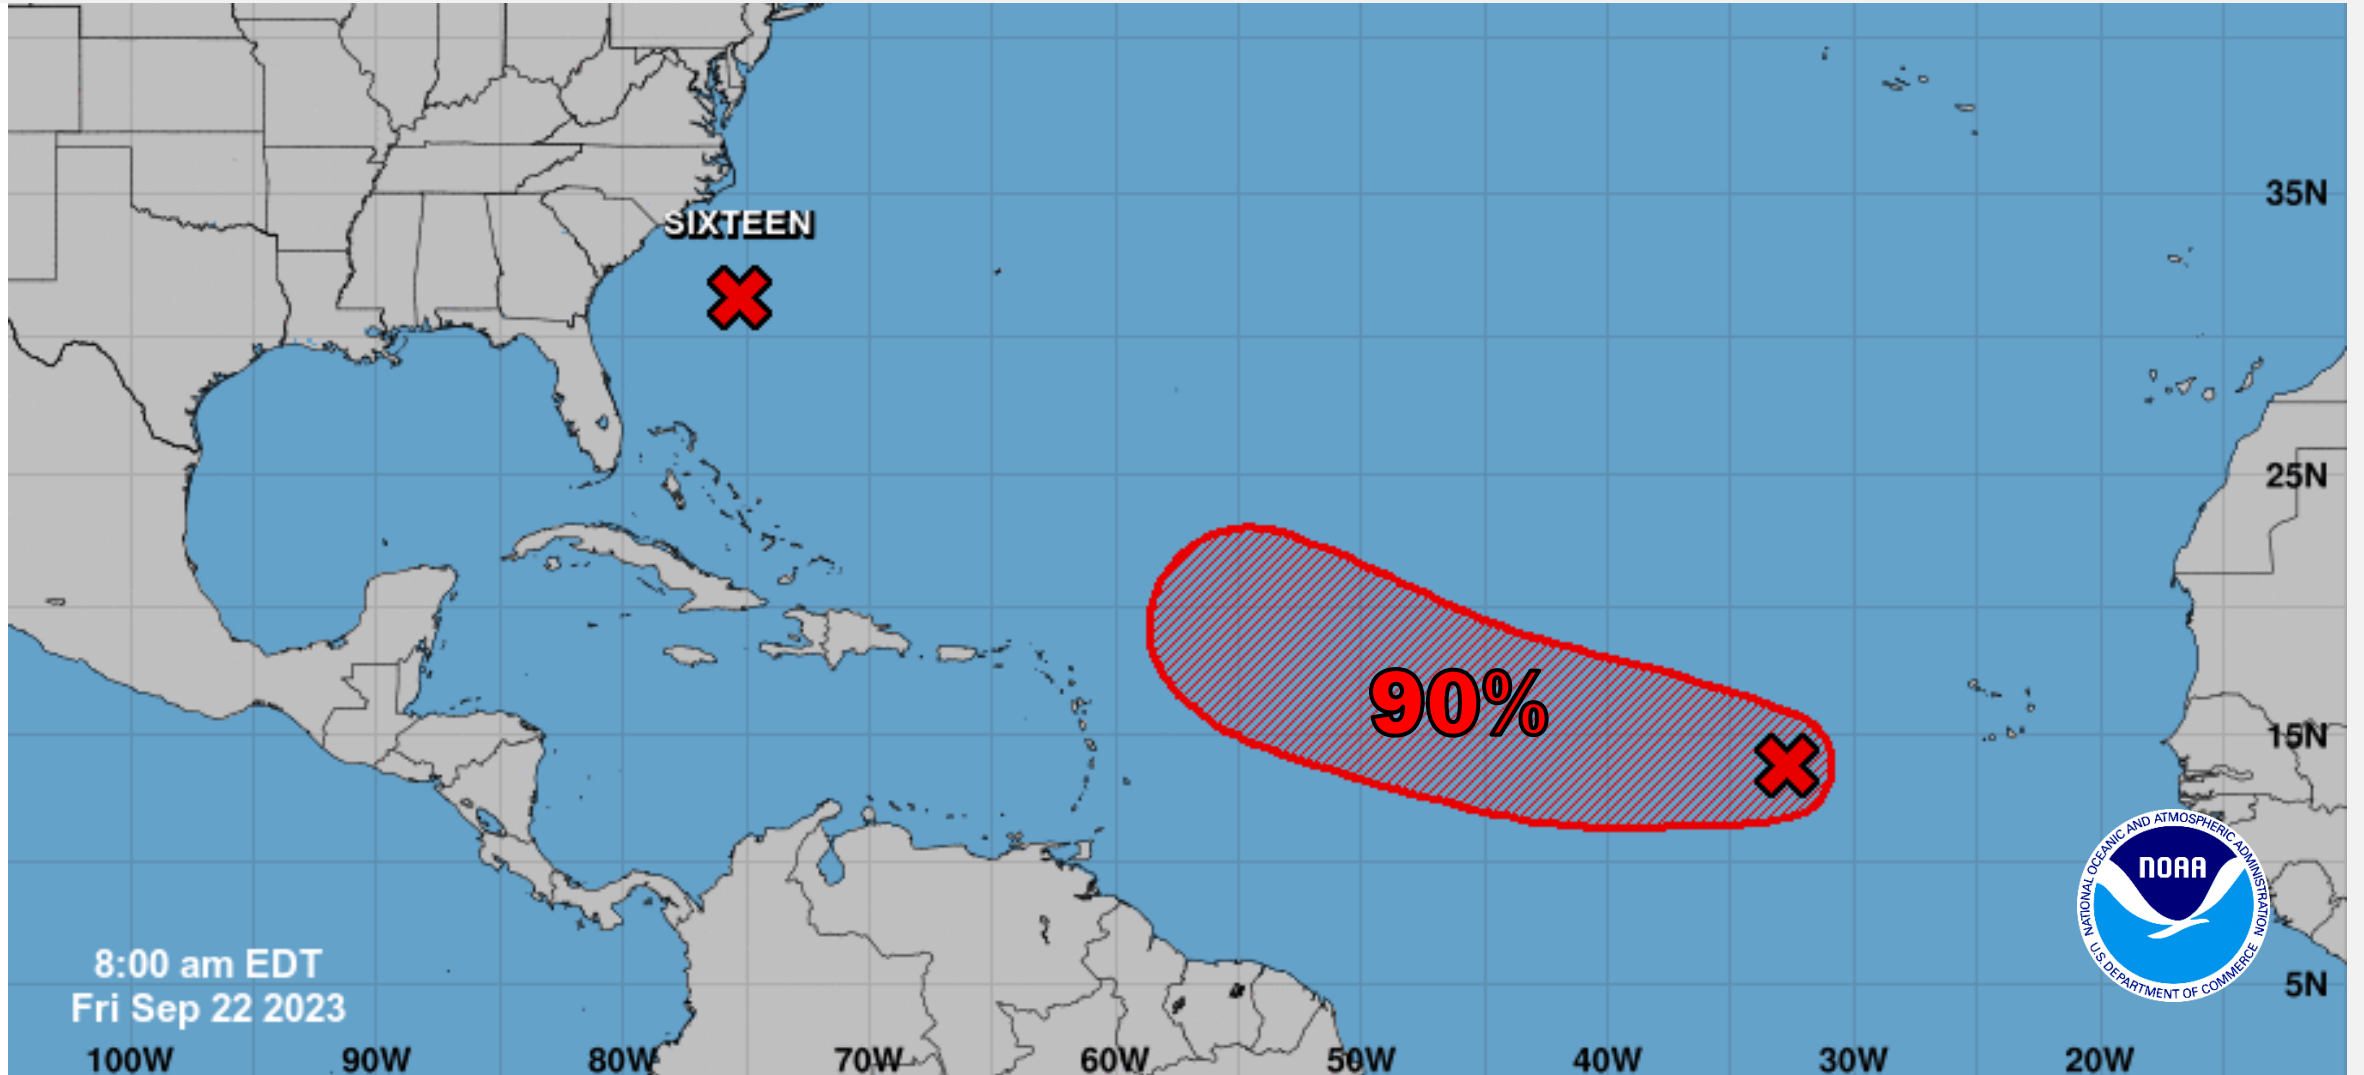 SIXTEEN
35N
25N
90%
15N
NATIONAL OCEANIC AND ATMOSPHERIC ADMINISTRATION
NOAA
U.S. DEPARTMENT OF COMMERCE
5N
8:00 am EDT
Fri Sep 22 2023
100W 90W 80W 70W 60W 50W 40W 30W 20W